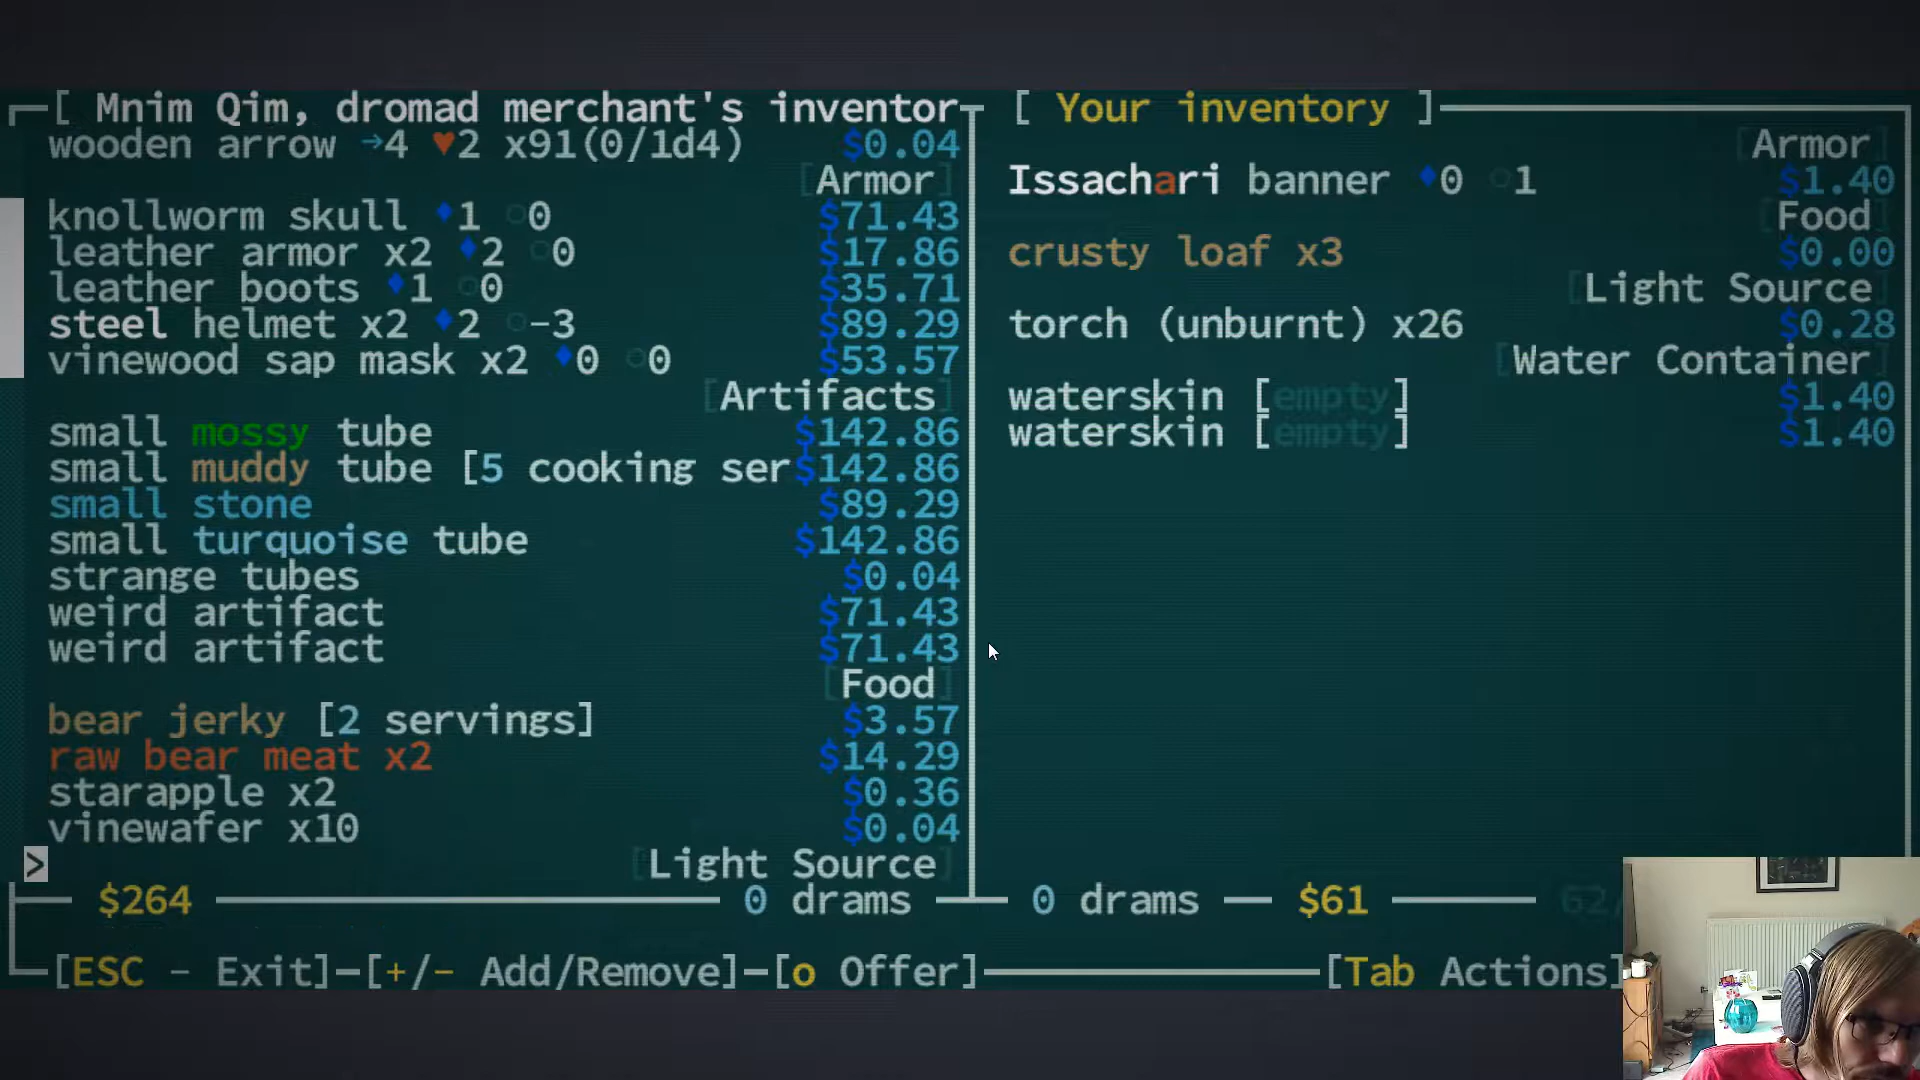 [ Mnim Qim, dromad merchant's inventor
wooden arrow →4 ♥2 x91(0/1d4) $0.04
[Armor]
knollworm skull ♦1 ○0 $71.43
leather armor x2 ♦2 ○0 $17.86
leather boots ♦1 ○0 $35.71
steel helmet x2 ♦2 ○-3 $89.29
vinewood sap mask x2 ♦0 ○0 $53.57
[Artifacts]
small mossy tube $142.86
small muddy tube [5 cooking ser $142.86
small stone $89.29
small turquoise tube $142.86
strange tubes $0.04
weird artifact $71.43
weird artifact $71.43
[Food]
bear jerky [2 servings] $3.57
raw bear meat x2 $14.29
starapple x2 $0.36
vinewafer x10 $0.04
> [Light Source]
$264 0 drams
[ Your inventory ]
[Armor]
Issachari banner ♦0 ○1 $1.40
[Food]
crusty loaf x3 $0.00
[Light Source]
torch (unburnt) x26 $0.28
[Water Container]
waterskin [empty] $1.40
waterskin [empty] $1.40
0 drams $61 62/
[ESC - Exit] [+/- Add/Remove] [o Offer] [Tab Actions]